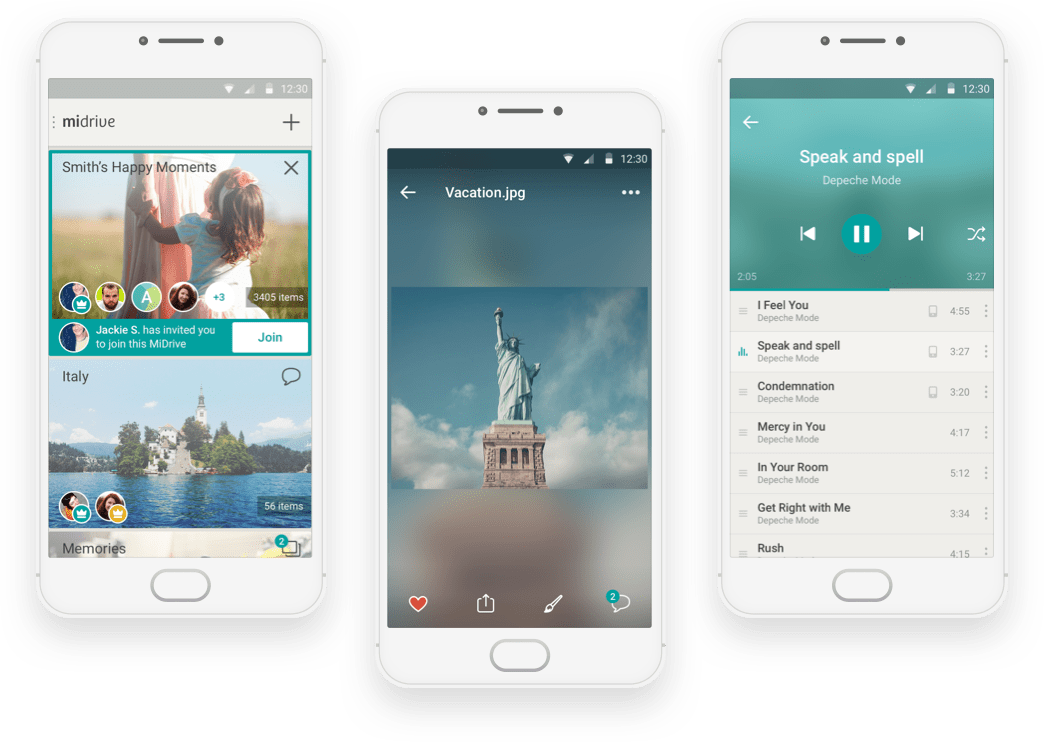 12:30
midrive
Smith's Happy Moments
A
+3
3405 items
Jackie S. has invited you
to join this MiDrive
Join
Italy
56 items
Memories
2
12:30
Vacation.jpg
2
12:30
Speak and spell
Depeche Mode
2:05
3:27
I Feel You
Depeche Mode
4:55
Speak and spell
Depeche Mode
3:27
Condemnation
Depeche Mode
3:20
Mercy in You
Depeche Mode
4:17
In Your Room
Depeche Mode
5:12
Get Right with Me
Depeche Mode
3:34
Rush
4:15